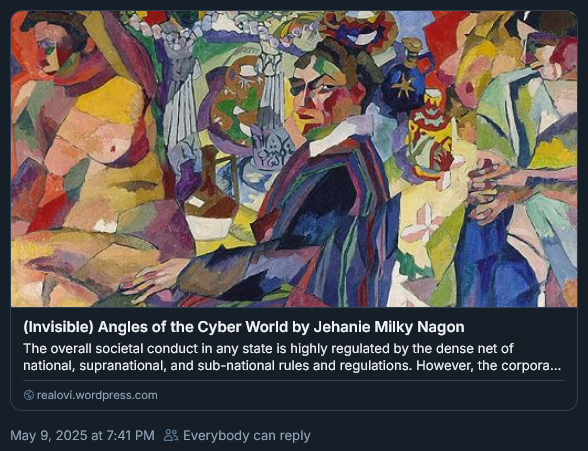 (Invisible) Angles of the Cyber World by Jehanie Milky Nagon
The overall societal conduct in any state is highly regulated by the dense net of
national, supranational, and sub-national rules and regulations. However, the corpora...
realovi.wordpress.com
May 9, 2025 at 7:41 PM Everybody can reply